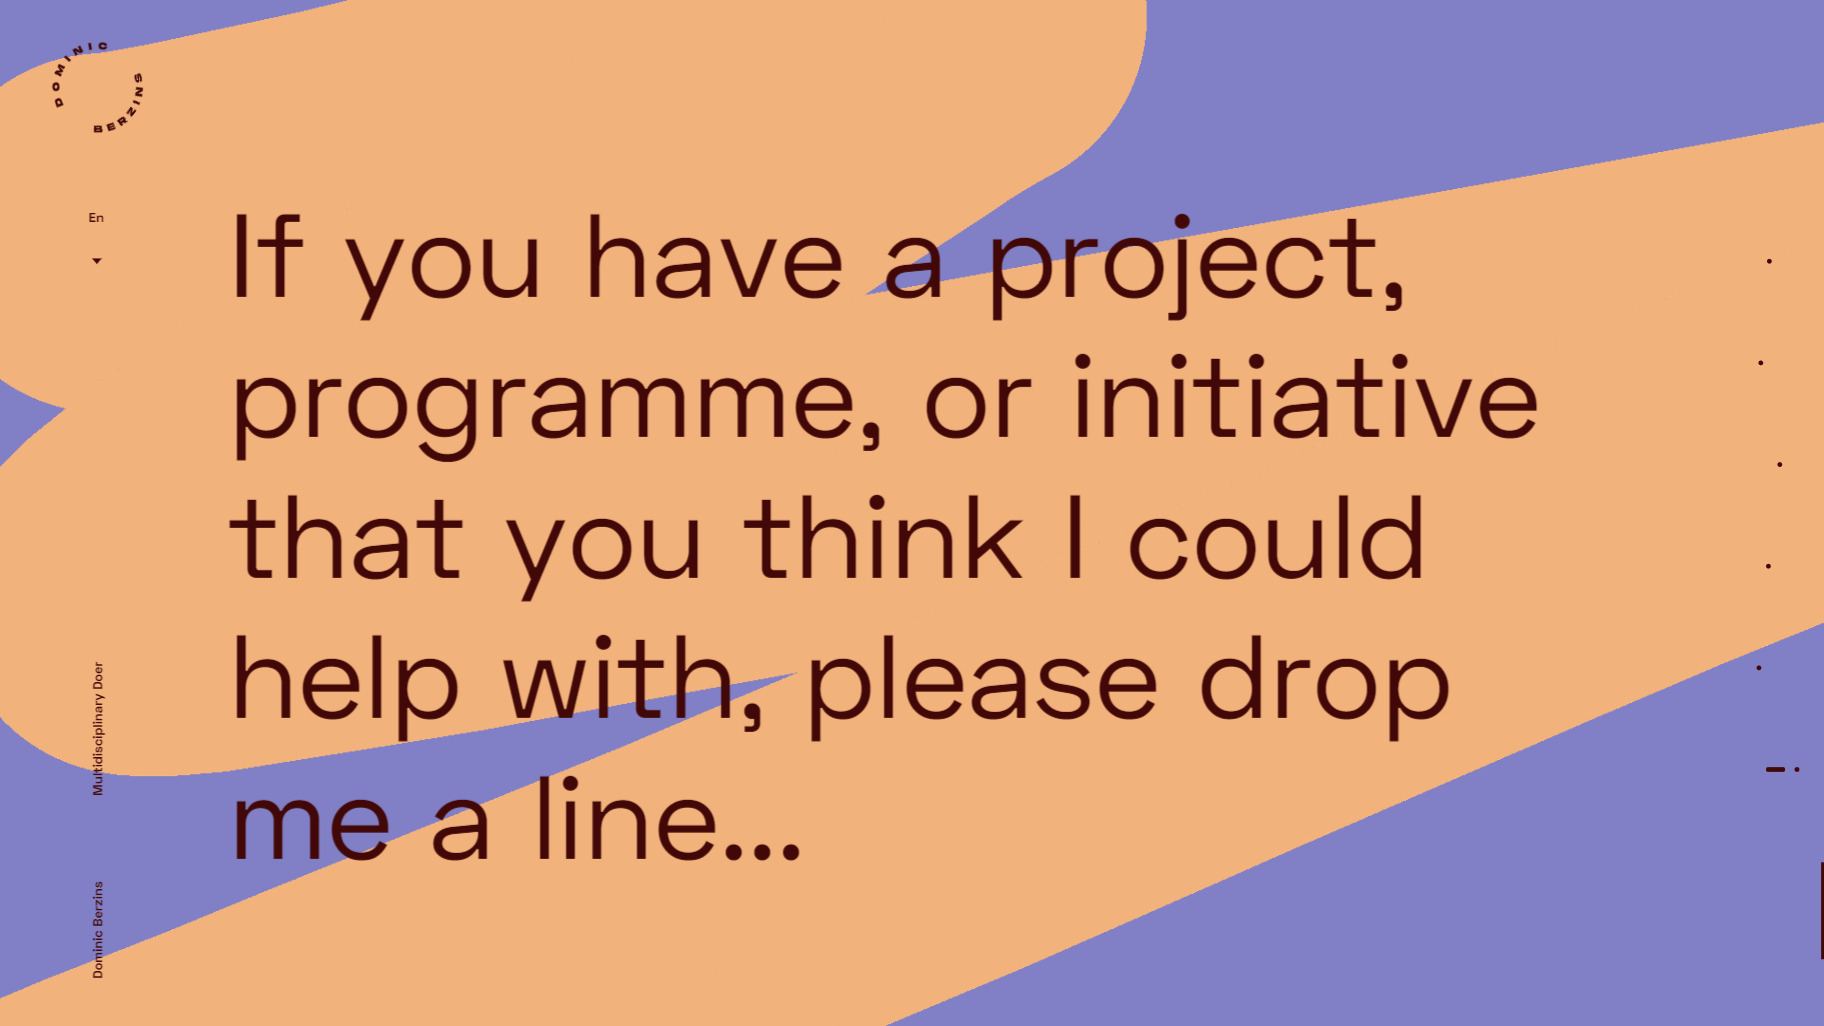 DOMINIC
BERZINS
En
If you have a project,
programme, or initiative
that you think I could
help with, please drop
me a line...
Multidisciplinary Doer
Dominic Berzins